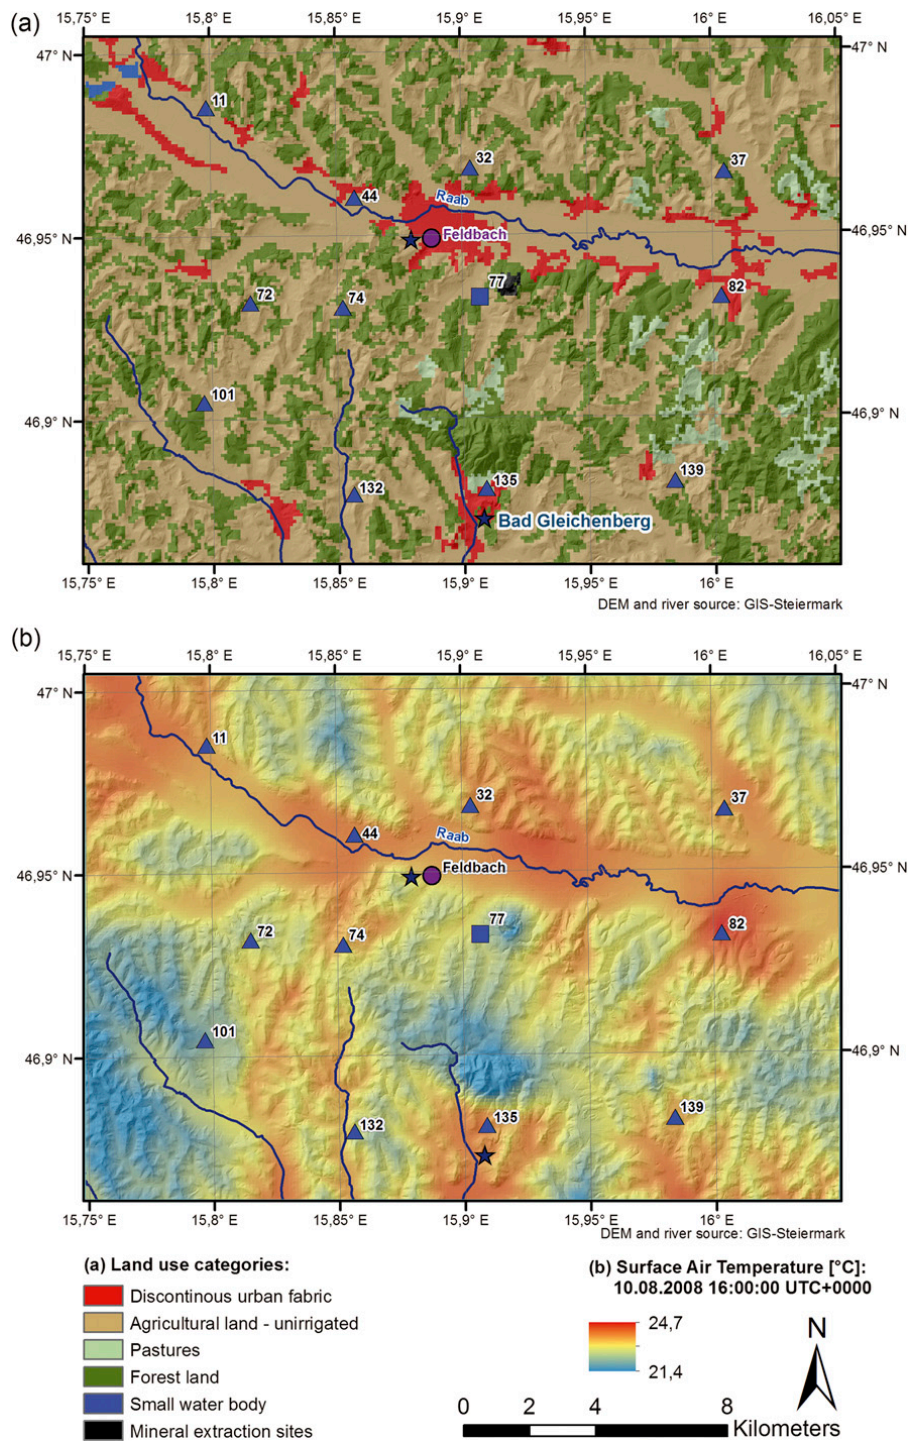 (a)
15,75° E 15,8° E 15,85° E 15,9° E 15,95° E 16° E 16,05° E
47° N 47° N
11
32
37
44
Raab
46,95° N 46,95° N
Feldbach
77
72
74
82
101
46,9° N 46,9° N
139
132
135
Bad Gleichenberg
15,75° E 15,8° E 15,85° E 15,9° E 15,95° E 16° E
DEM and river source: GIS-Steiermark
(b)
15,75° E 15,8° E 15,85° E 15,9° E 15,95° E 16° E 16,05° E
47° N 47° N
11
32
37
44
Raab
46,95° N 46,95° N
Feldbach
77
72
74
82
101
46,9° N 46,9° N
139
132
135
15,75° E 15,8° E 15,85° E 15,9° E 15,95° E 16° E
DEM and river source: GIS-Steiermark
(a) Land use categories:
Discontinous urban fabric
Agricultural land - unirrigated
Pastures
Forest land
Small water body
Mineral extraction sites
(b) Surface Air Temperature [°C]:
10.08.2008 16:00:00 UTC+0000
24,7
21,4
N
0 2 4 8
Kilometers